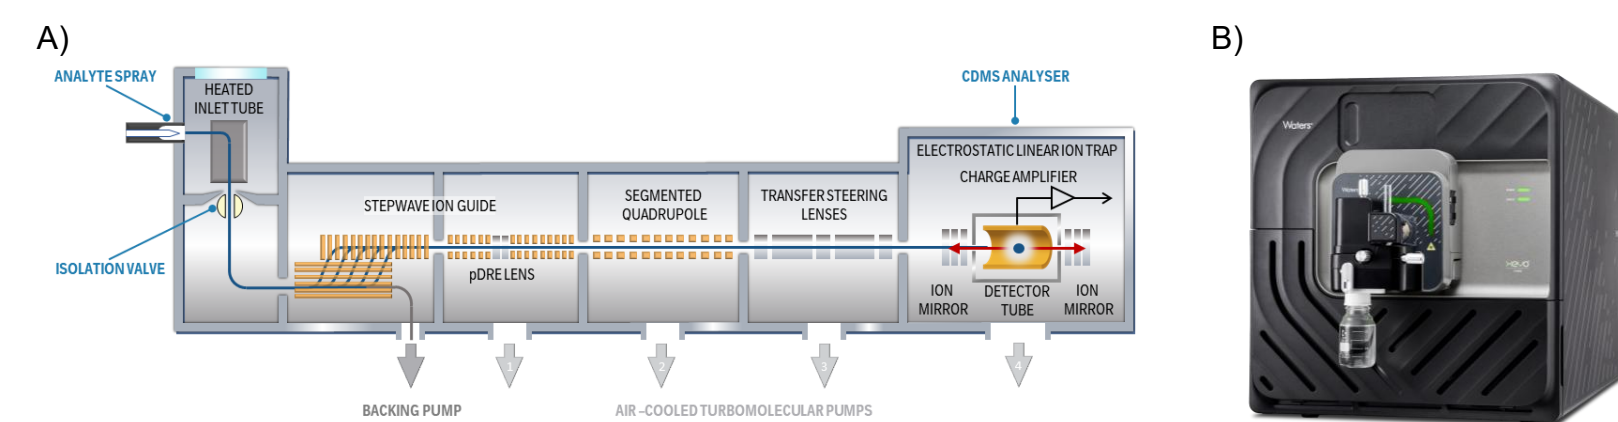 A)
B)
ANALYTE SPRAY
HEATED
INLET TUBE
CDMS ANALYSER
Waters
ELECTROSTATIC LINEAR ION TRAP
CHARGE AMPLIFIER
STEPWAVE ION GUIDE
SEGMENTED
QUADRUPOLE
TRANSFER STEERING
LENSES
ISOLATION VALVE
pDRE LENS
ION
MIRROR
DETECTOR
TUBE
ION
MIRROR
1
2
3
4
BACKING PUMP
AIR–COOLED TURBOMOLECULAR PUMPS
Waters
xevo